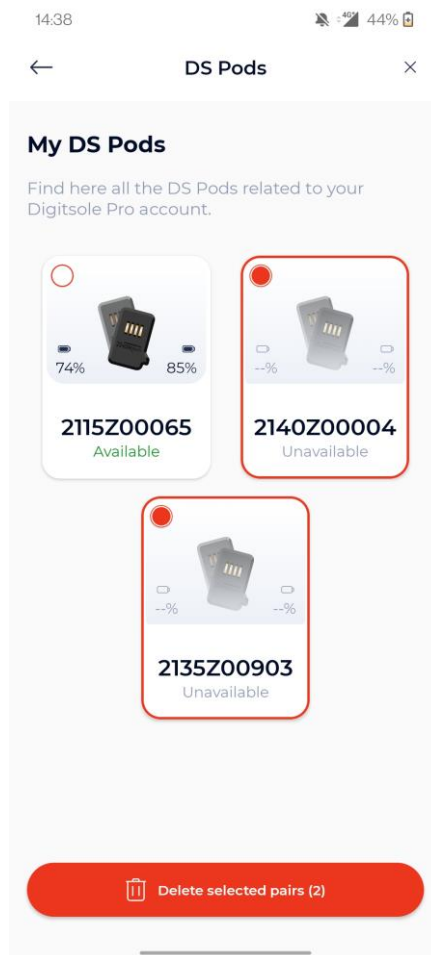 14:38
4G+ 44%
DS Pods
My DS Pods
Find here all the DS Pods related to your
Digitsole Pro account.
74% 85%
2115Z00065
Available
--% --%
2140Z00004
Unavailable
--% --%
2135Z00903
Unavailable
Delete selected pairs (2)